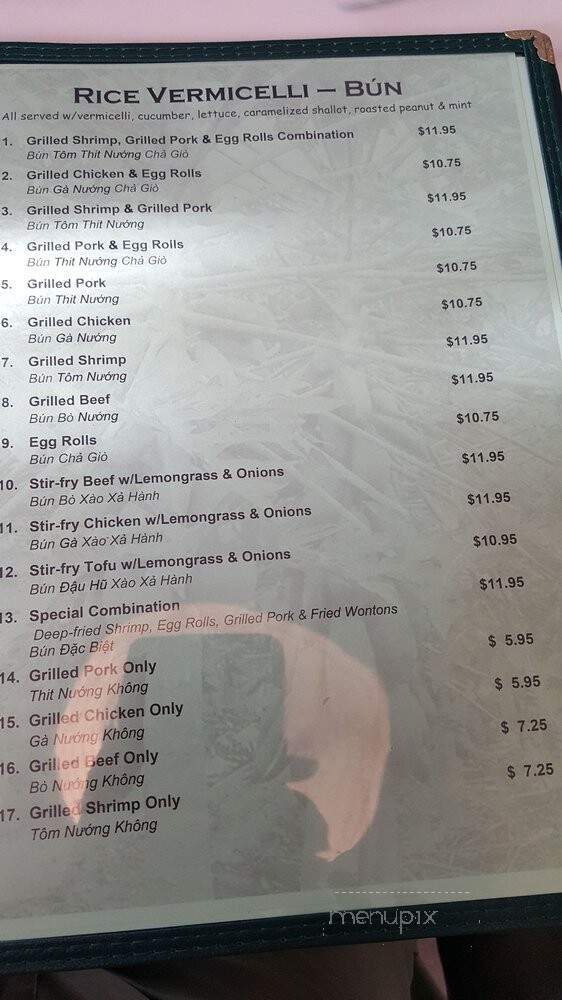 RICE VERMICELLI – BÚN
All served w/vermicelli, cucumber, lettuce, caramelized shallot, roasted peanut & mint
1. Grilled Shrimp, Grilled Pork & Egg Rolls Combination $11.95
Bún Tôm Thit Nướng Chả Giò
2. Grilled Chicken & Egg Rolls $10.75
Bún Gà Nướng Chả Giò
3. Grilled Shrimp & Grilled Pork $11.95
Bún Tôm Thit Nướng
4. Grilled Pork & Egg Rolls $10.75
Bún Thit Nướng Chả Giò
5. Grilled Pork $10.75
Bún Thit Nướng
6. Grilled Chicken $10.75
Bún Gà Nướng
7. Grilled Shrimp $11.95
Bún Tôm Nướng
8. Grilled Beef $11.95
Bún Bò Nướng
9. Egg Rolls $10.75
Bún Chả Giò
10. Stir-fry Beef w/Lemongrass & Onions $11.95
Bún Bò Xào Xả Hành
11. Stir-fry Chicken w/Lemongrass & Onions $11.95
Bún Gà Xào Xả Hành
12. Stir-fry Tofu w/Lemongrass & Onions $10.95
Bún Đậu Hũ Xào Xả Hành
13. Special Combination $11.95
Deep-fried Shrimp, Egg Rolls, Grilled Pork & Fried Wontons
Bún Đặc Biệt
14. Grilled Pork Only $ 5.95
Thit Nướng Không
15. Grilled Chicken Only $ 5.95
Gà Nướng Không
16. Grilled Beef Only $ 7.25
Bò Nướng Không
17. Grilled Shrimp Only $ 7.25
Tôm Nướng Không
menupix